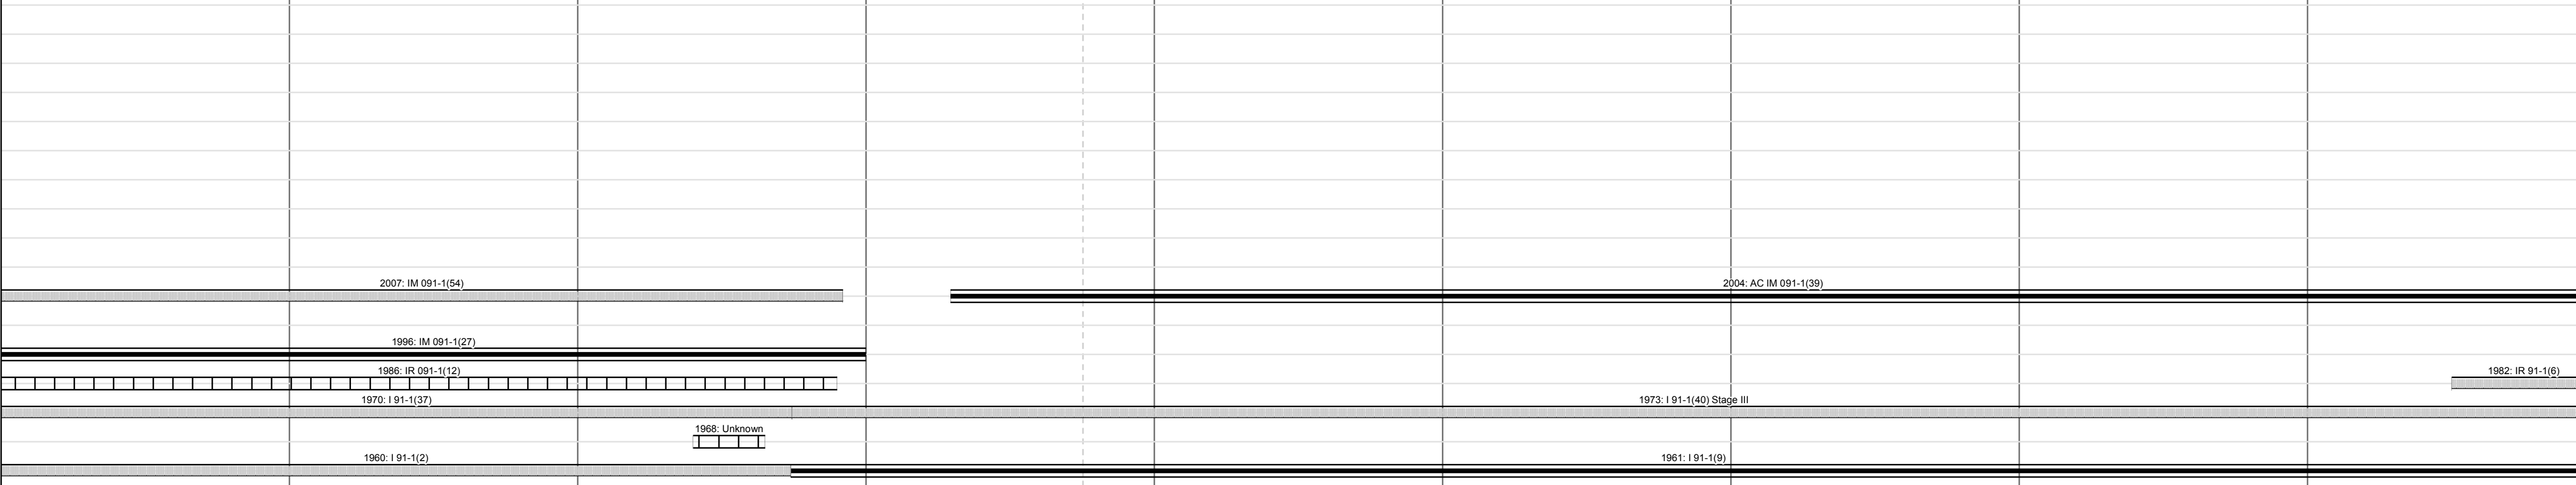 2007: IM 091-1(54)
2004: AC IM 091-1(39)
1996: IM 091-1(27)
1986: IR 091-1(12)
1982: IR 91-1(6)
1970: I 91-1(37)
1973: I 91-1(40) Stage III
1968: Unknown
1960: I 91-1(2)
1961: I 91-1(9)